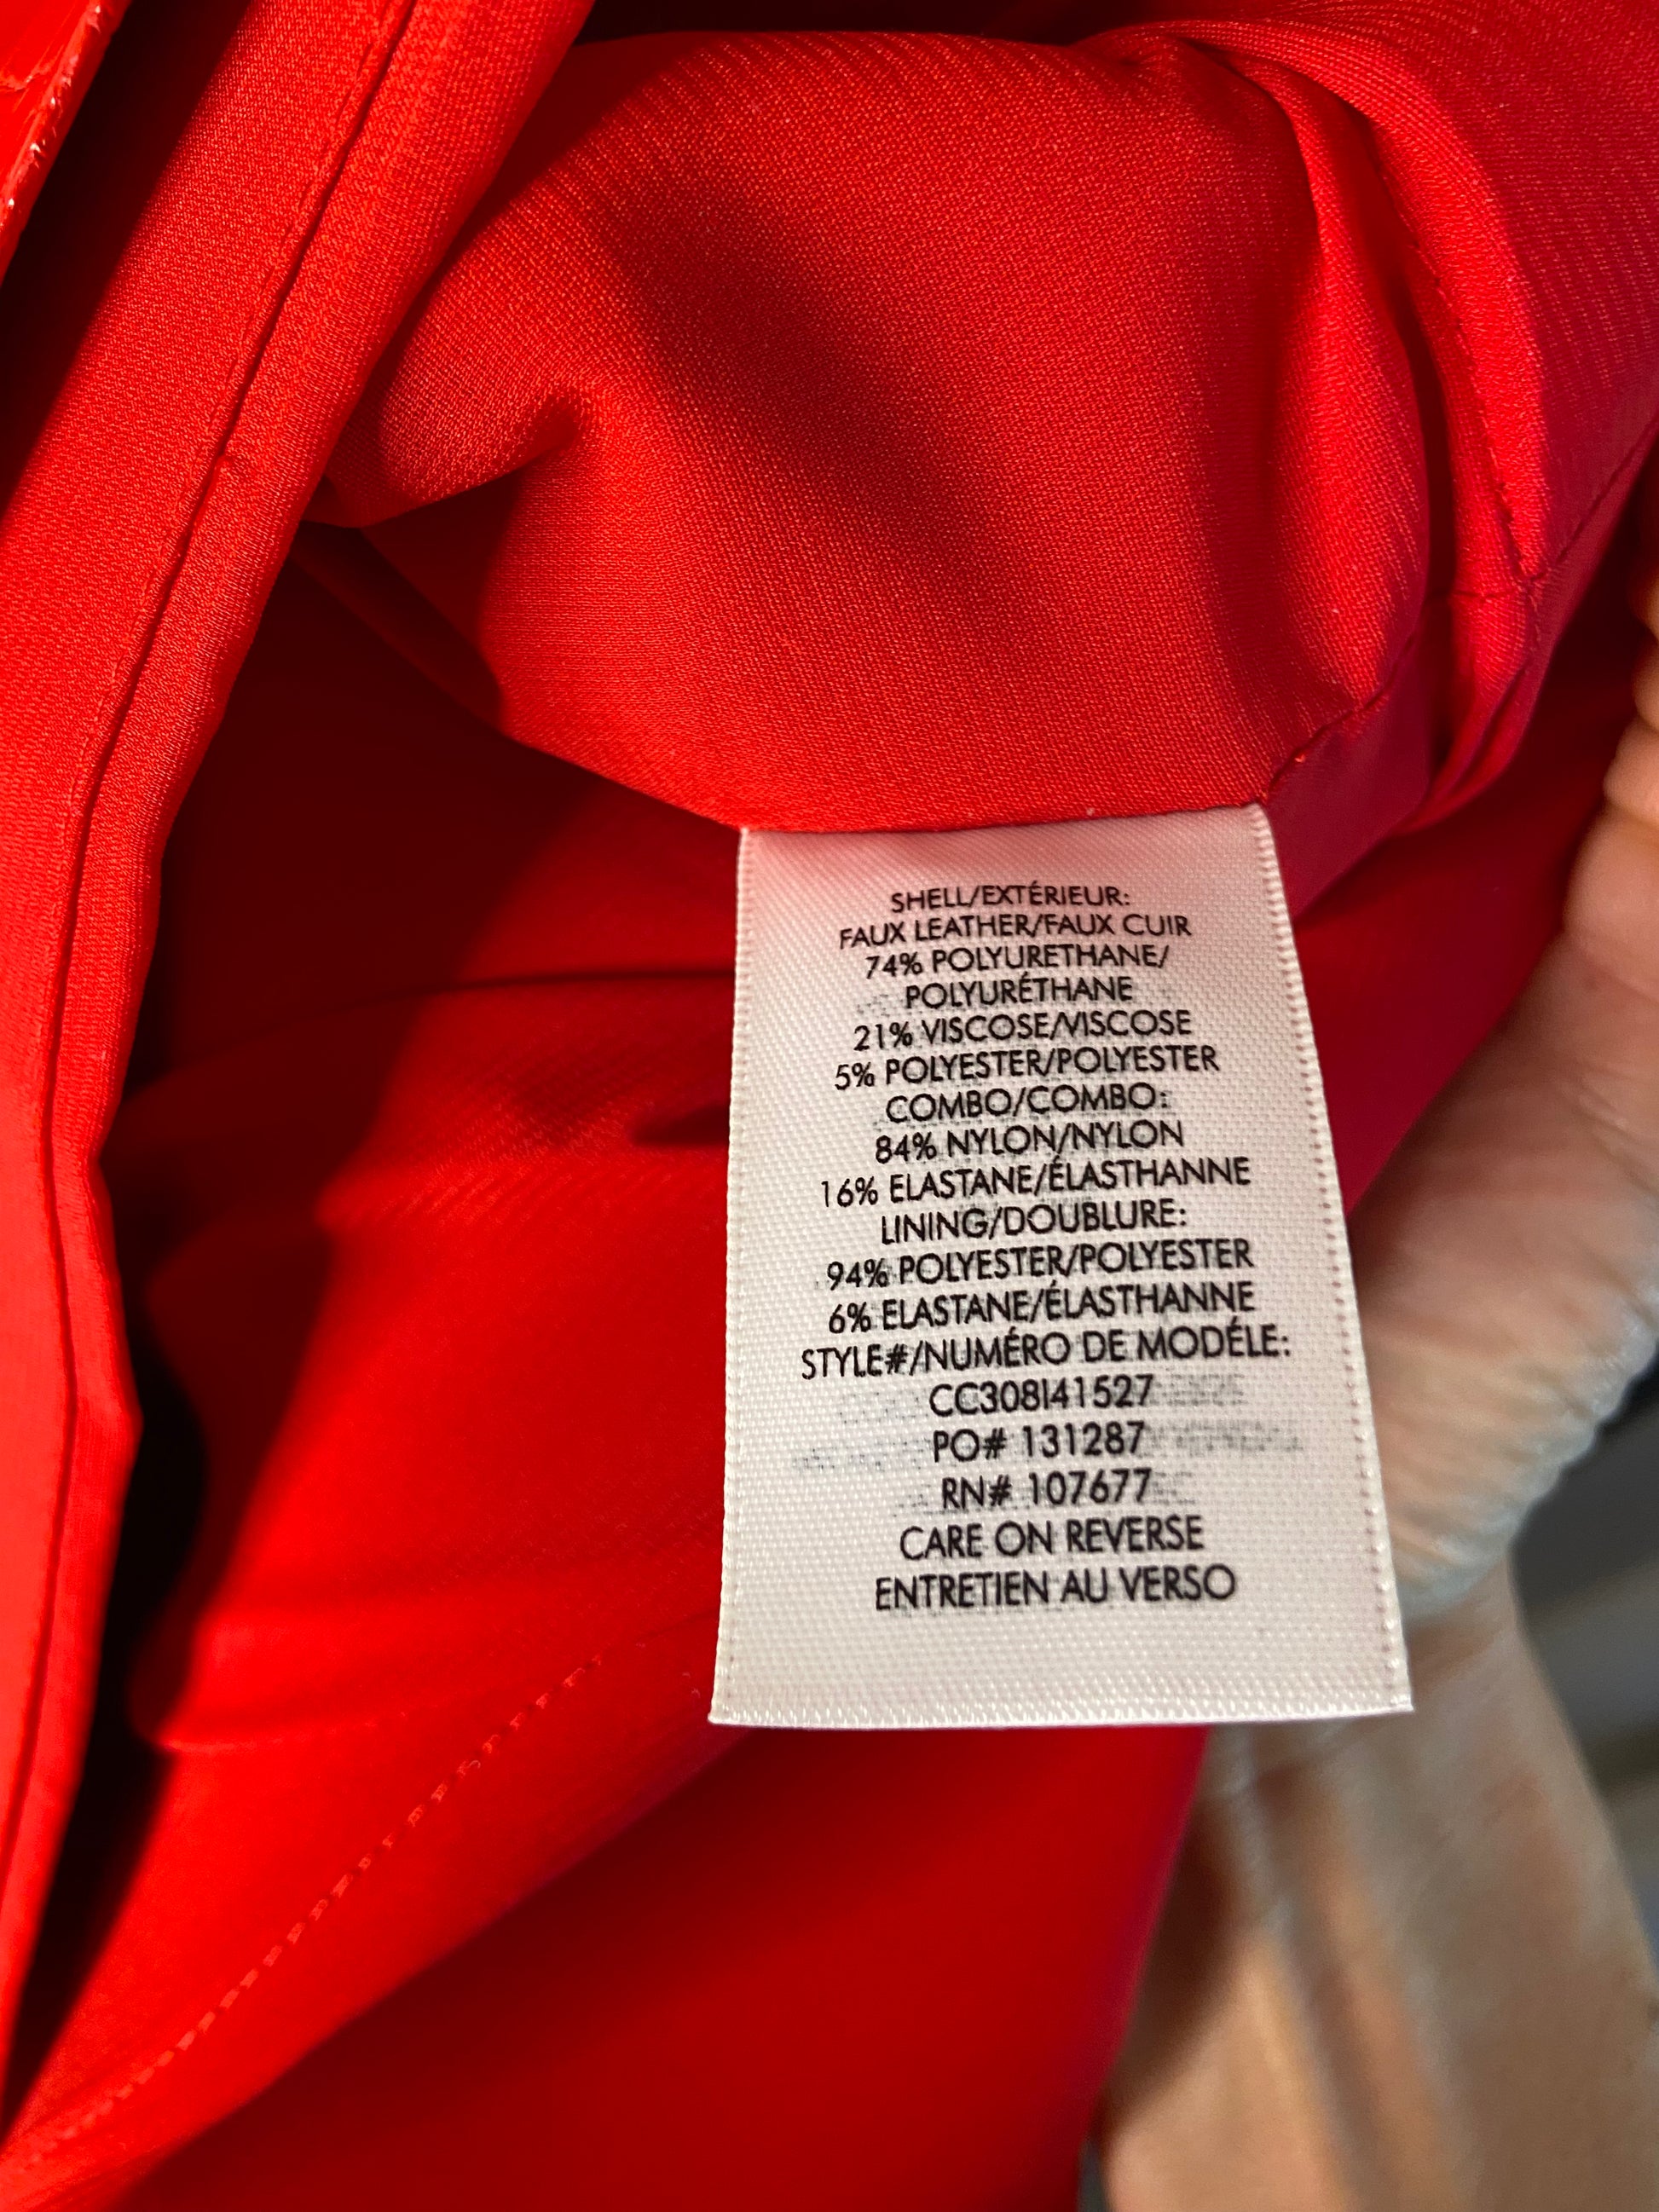 SHELL/EXTÉRIEUR:
FAUX LEATHER/FAUX CUIR
74% POLYURETHANE/
POLYURÉTHANE
21% VISCOSE/VISCOSE
5% POLYESTER/POLYESTER
COMBO/COMBO:
84% NYLON/NYLON
16% ELASTANE/ÉLASTHANNE
LINING/DOUBLURE:
94% POLYESTER/POLYESTER
6% ELASTANE/ÉLASTHANNE
STYLE#/NUMÉRO DE MODÉLE:
CC308I41527
PO# 131287
RN# 107677
CARE ON REVERSE
ENTRETIEN AU VERSO